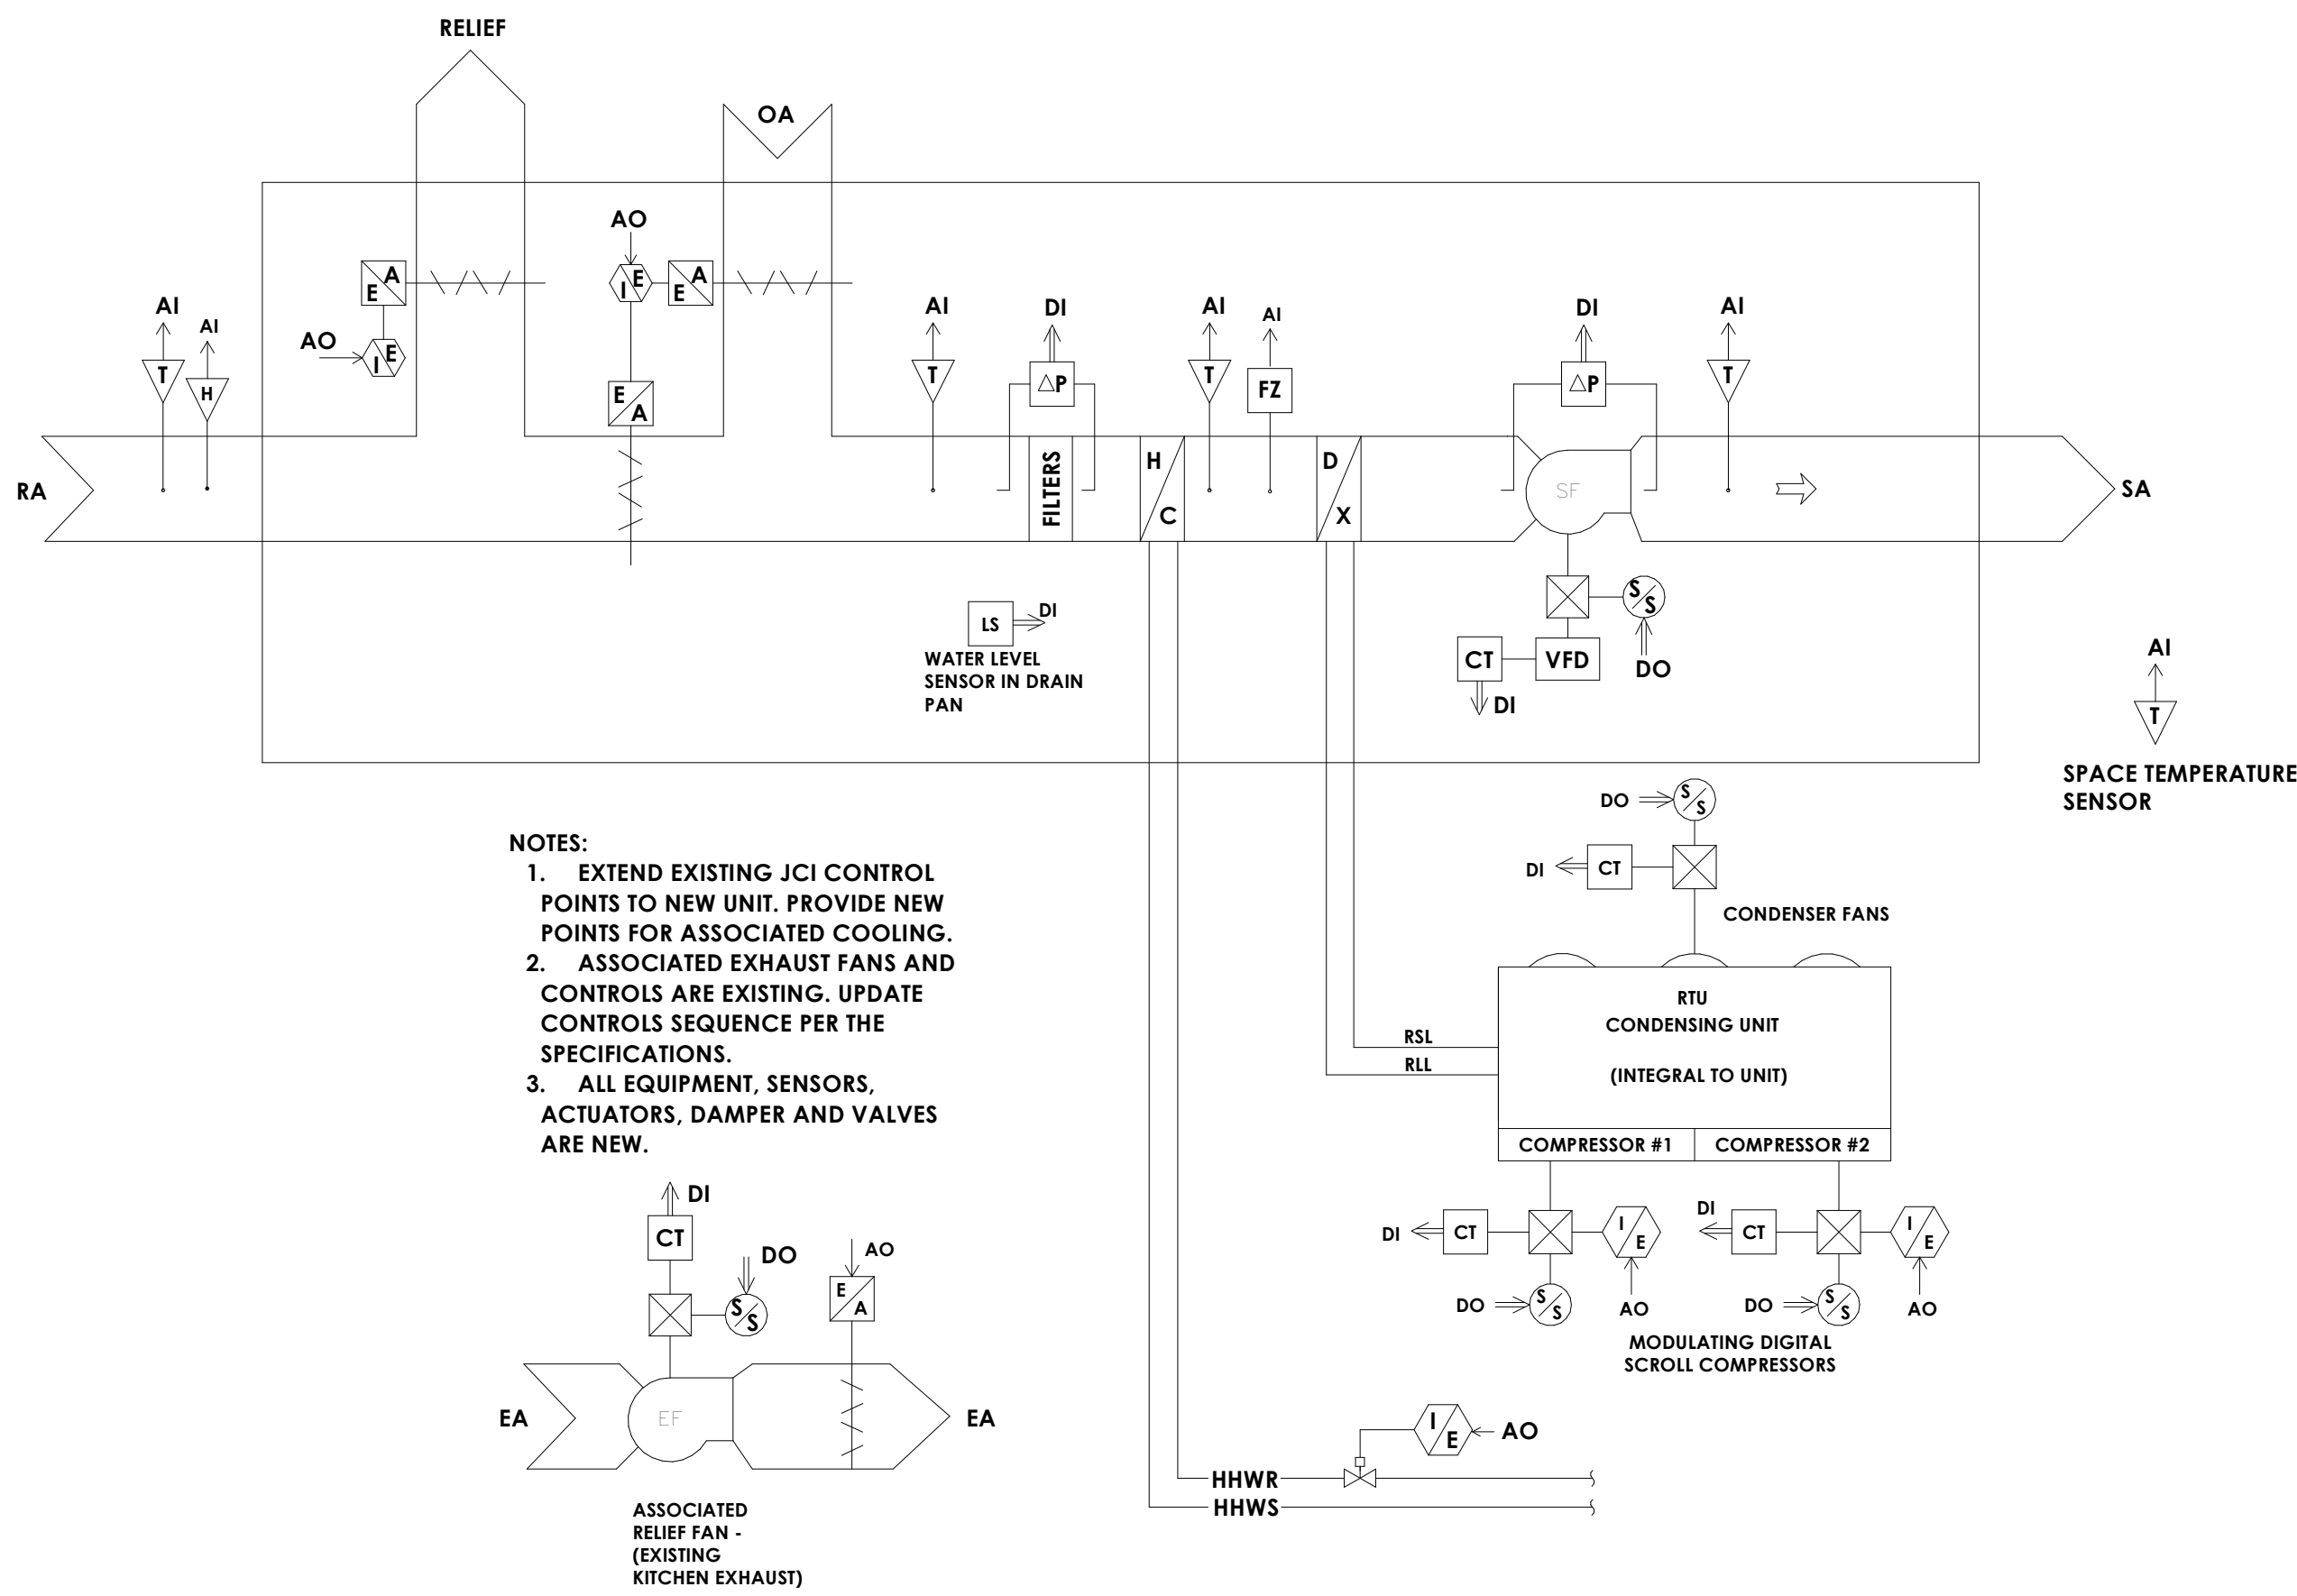 RELIEF
OA
AO
A
E
E
I
A
E
AI
AI
AO
E
I
T
H
E
A
AI
T
DI
△P
AI
T
AI
FZ
DI
△P
AI
T
RA
FILTERS
H
C
D
X
SF
SA
LS
DI
WATER LEVEL
SENSOR IN DRAIN
PAN
S/S
CT
VFD
DO
DI
AI
T
SPACE TEMPERATURE
SENSOR
DO
S/S
DI
CT
CONDENSER FANS
NOTES:
1. EXTEND EXISTING JCI CONTROL
POINTS TO NEW UNIT. PROVIDE NEW
POINTS FOR ASSOCIATED COOLING.
2. ASSOCIATED EXHAUST FANS AND
CONTROLS ARE EXISTING. UPDATE
CONTROLS SEQUENCE PER THE
SPECIFICATIONS.
3. ALL EQUIPMENT, SENSORS,
ACTUATORS, DAMPER AND VALVES
ARE NEW.
RTU
CONDENSING UNIT
(INTEGRAL TO UNIT)
RSL
RLL
COMPRESSOR #1
COMPRESSOR #2
DI
CT
I/E
DI
CT
I/E
DO
S/S
AO
DO
S/S
AO
MODULATING DIGITAL
SCROLL COMPRESSORS
DI
CT
DO
S/S
AO
E
A
EA
EF
EA
ASSOCIATED
RELIEF FAN -
(EXISTING
KITCHEN EXHAUST)
I/E
AO
HHWR
HHWS